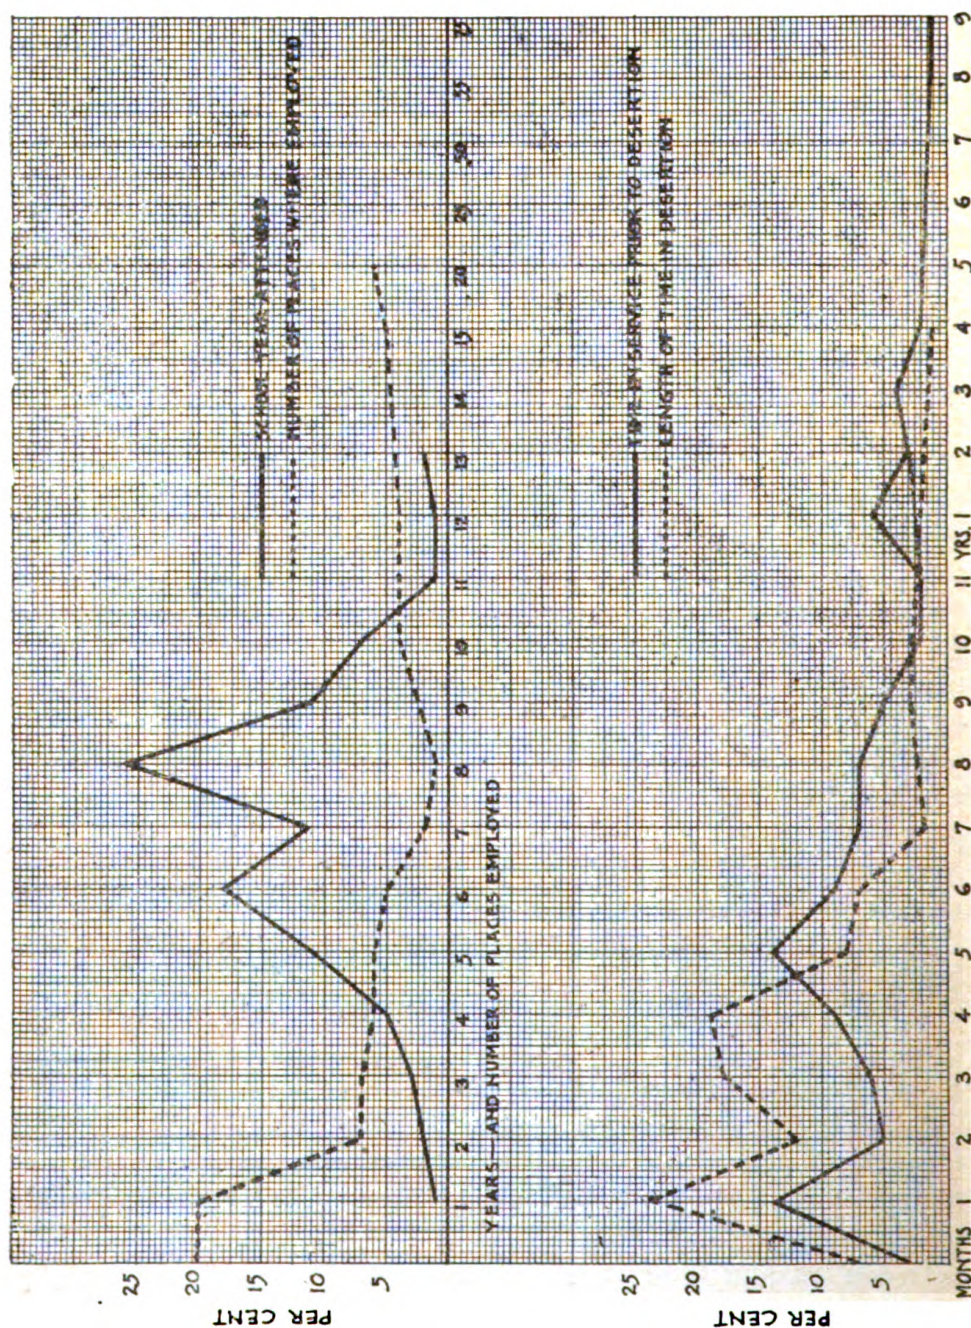 PER CENT
25
20
15
10
5
SCHOOL YEAR ATTENDED
NUMBER OF PLACES WHERE EMPLOYED
1 2 3 4 5 6 7 8 9 10 11 12 13 14 15 20 25 50 55 75
YEARS—AND NUMBER OF PLACES EMPLOYED
PER CENT
25
20
15
10
5
TIME IN SERVICE PRIOR TO DESERTION
LENGTH OF TIME IN DESERTION
MONTHS 1 2 3 4 5 6 7 8 9 10 11 YRS. 1 2 3 4 5 6 7 8 9